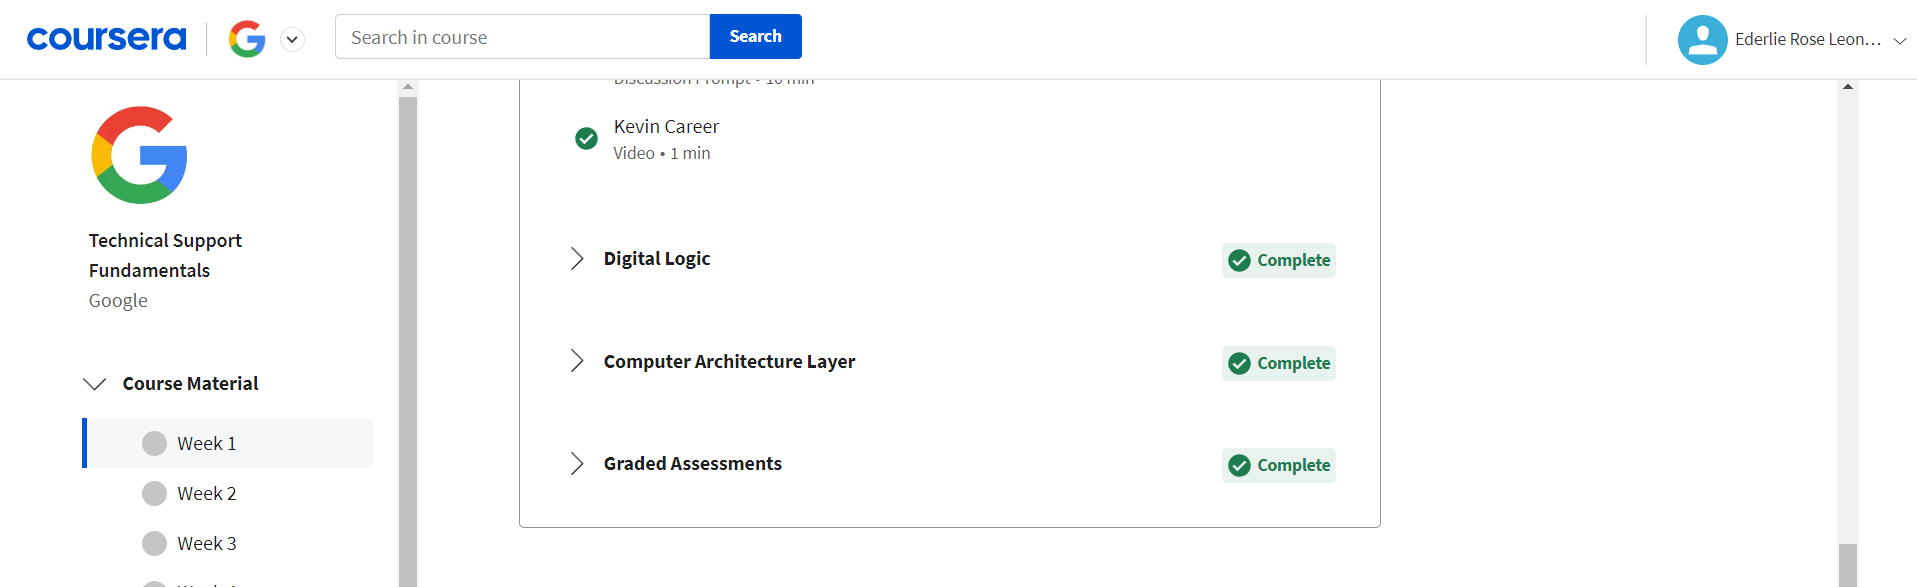 coursera
Search in course
Search
Ederlie Rose Leon...
Discussion Prompt • 10 min
Kevin Career
Video • 1 min
Technical Support
Fundamentals
Google
Digital Logic
Complete
Computer Architecture Layer
Complete
Course Material
Week 1
Graded Assessments
Complete
Week 2
Week 3